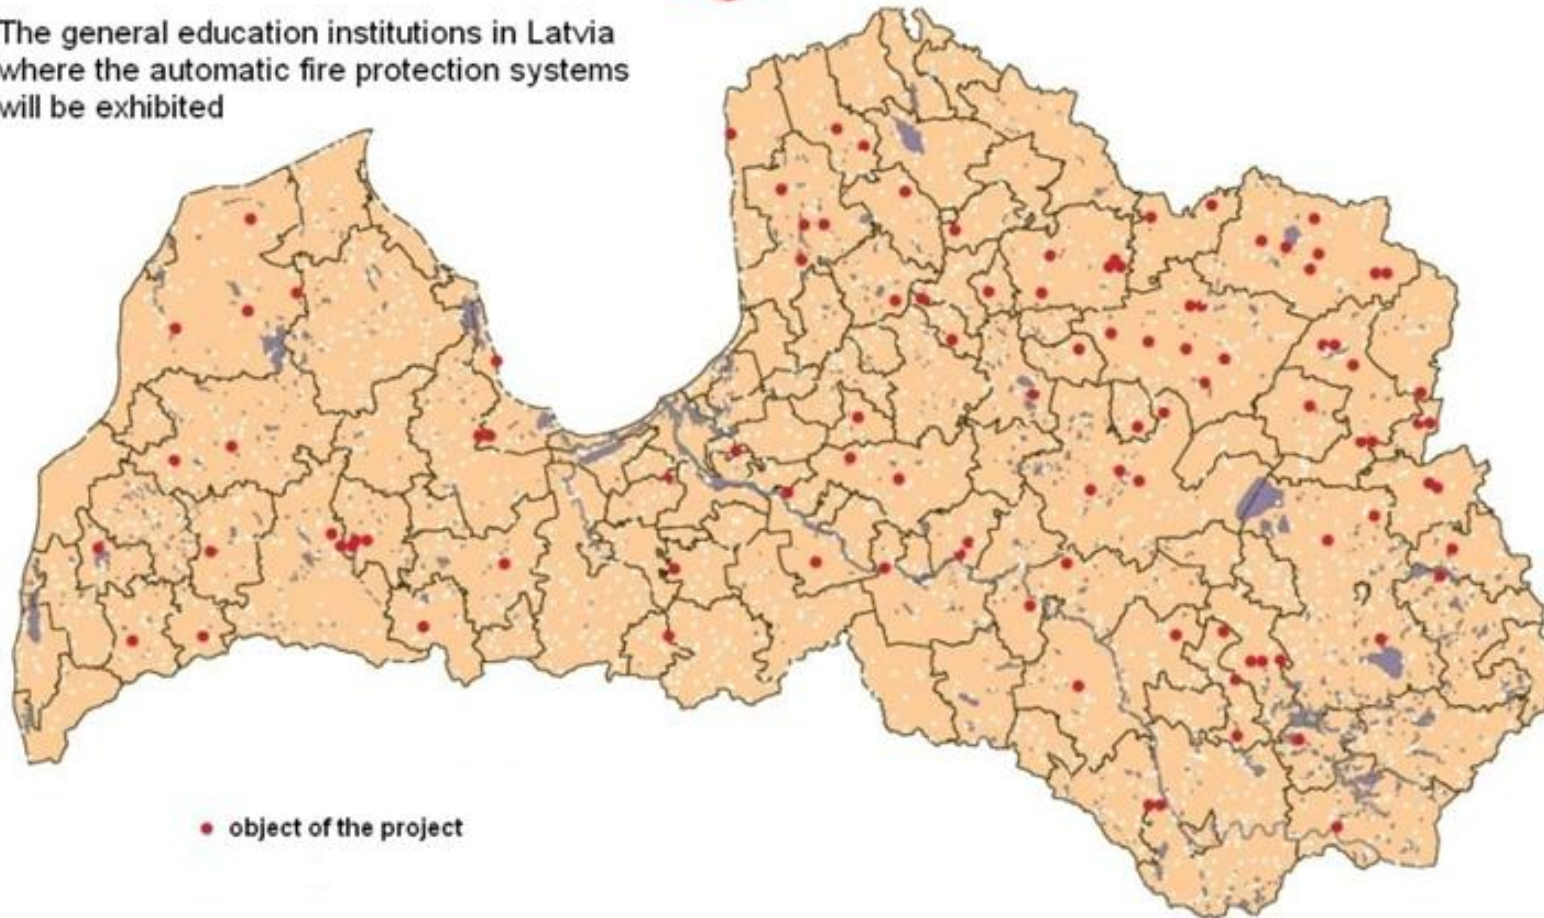 The general education institutions in Latvia
where the automatic fire protection systems
will be exhibited
object of the project